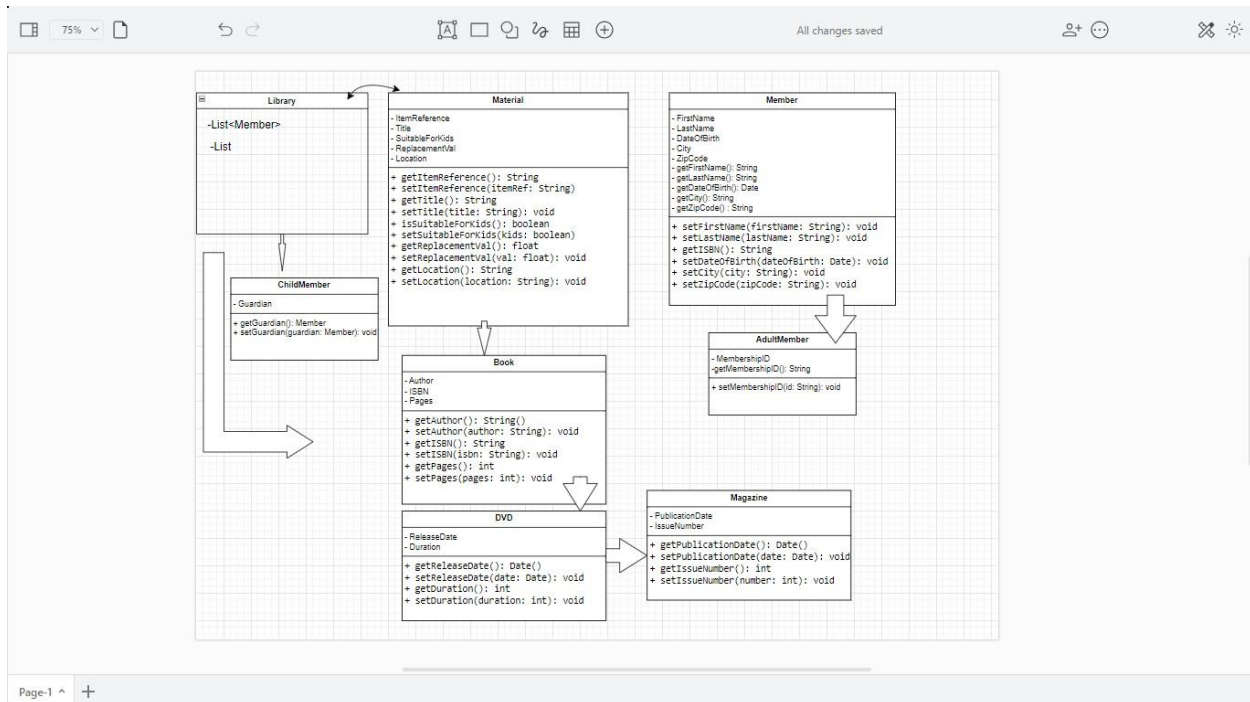 75%
All changes saved
Library
-List<Member>
-List
Material
- ItemReference
- Title
- SuitableForKids
- ReplacementVal
- Location
+ getItemReference(): String
+ setItemReference(itemRef: String)
+ getTitle(): String
+ setTitle(title: String): void
+ isSuitableForKids(): boolean
+ setSuitableForKids(kids: boolean)
+ getReplacementVal(): float
+ setReplacementVal(val: float): void
+ getLocation(): String
+ setLocation(location: String): void
Member
- FirstName
- LastName
- DateOfBirth
- City
- ZipCode
- getFirstName(): String
- getLastName(): String
- getDateOfBirth(): Date
- getCity(): String
- getZipCode() : String
+ setFirstName(firstName: String): void
+ setLastName(lastName: String): void
+ getISBN(): String
+ setDateOfBirth(dateOfBirth: Date): void
+ setCity(city: String): void
+ setZipCode(zipCode: String): void
ChildMember
- Guardian
+ getGuardian(): Member
+ setGuardian(guardian: Member): void
AdultMember
- MembershipID
-getMembershipID(): String
+ setMembershipID(id: String): void
Book
- Author
- ISBN
- Pages
+ getAuthor(): String()
+ setAuthor(author: String): void
+ getISBN(): String
+ setISBN(isbn: String): void
+ getPages(): int
+ setPages(pages: int): void
DVD
- ReleaseDate
- Duration
+ getReleaseDate(): Date()
+ setReleaseDate(date: Date): void
+ getDuration(): int
+ setDuration(duration: int): void
Magazine
- PublicationDate
- IssueNumber
+ getPublicationDate(): Date()
+ setPublicationDate(date: Date): void
+ getIssueNumber(): int
+ setIssueNumber(number: int): void
Page-1